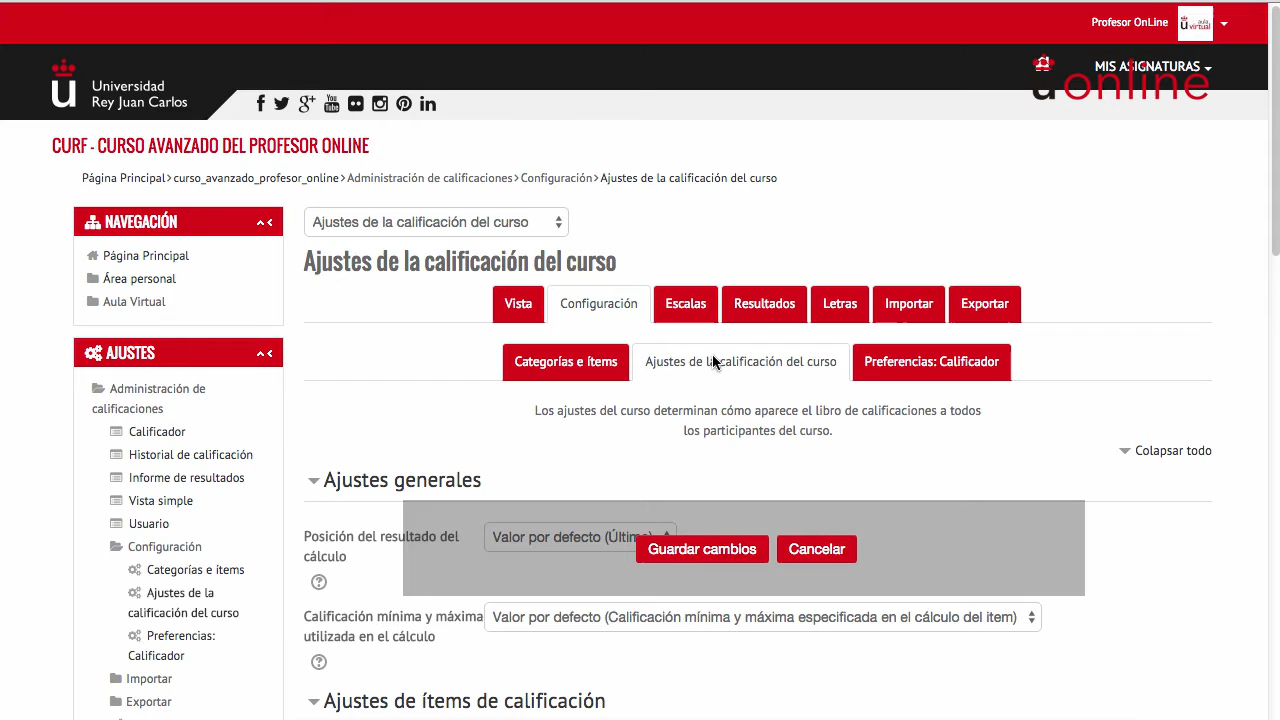 Profesor OnLine
aula virtual
MIS ASIGNATURAS
u online
Universidad
Rey Juan Carlos
CURF - CURSO AVANZADO DEL PROFESOR ONLINE
Página Principal > curso_avanzado_profesor_online > Administración de calificaciones > Configuración > Ajustes de la calificación del curso
NAVEGACIÓN
Página Principal
Área personal
Aula Virtual
AJUSTES
Administración de
calificaciones
Calificador
Historial de calificación
Informe de resultados
Vista simple
Usuario
Configuración
Categorías e ítems
Ajustes de la
calificación del curso
Preferencias:
Calificador
Importar
Exportar
Ajustes de la calificación del curso
Ajustes de la calificación del curso
Vista Configuración Escalas Resultados Letras Importar Exportar
Categorías e ítems Ajustes de la calificación del curso Preferencias: Calificador
Los ajustes del curso determinan cómo aparece el libro de calificaciones a todos
los participantes del curso.
Colapsar todo
Ajustes generales
Posición del resultado del
cálculo
Valor por defecto (Último)
Guardar cambios Cancelar
Calificación mínima y máxima
utilizada en el cálculo
Valor por defecto (Calificación mínima y máxima especificada en el cálculo del item)
Ajustes de ítems de calificación